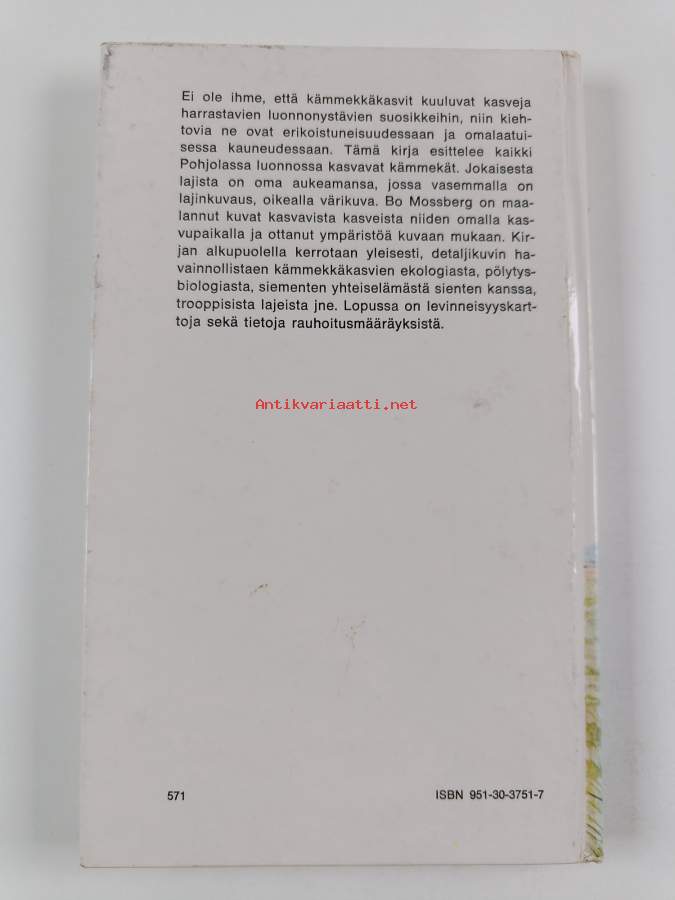 Ei ole ihme, että kämmekkäkasvit kuuluvat kasveja
harrastavien luonnonystävien suosikkeihin, niin kieh-
tovia ne ovat erikoistuneisuudessaan ja omalaatui-
sessa kauneudessaan. Tämä kirja esittelee kaikki
Pohjolassa luonnossa kasvavat kämmekät. Jokaisesta
lajista on oma aukeamansa, jossa vasemmalla on
lajinkuvaus, oikealla värikuva. Bo Mossberg on maa-
lannut kuvat kasvavista kasveista niiden omalla kas-
vupaikalla ja ottanut ympäristöä kuvaan mukaan. Kir-
jan alkupuolella kerrotaan yleisesti, detaljikuvin ha-
vainnollistaen kämmekkäkasvien ekologiasta, pölytys-
biologiasta, siementen yhteiselämästä sienten kanssa,
trooppisista lajeista jne. Lopussa on levinneisyyskart-
toja sekä tietoja rauhoitusmääräyksistä.
Antikvariaatti.net
571
ISBN 951-30-3751-7